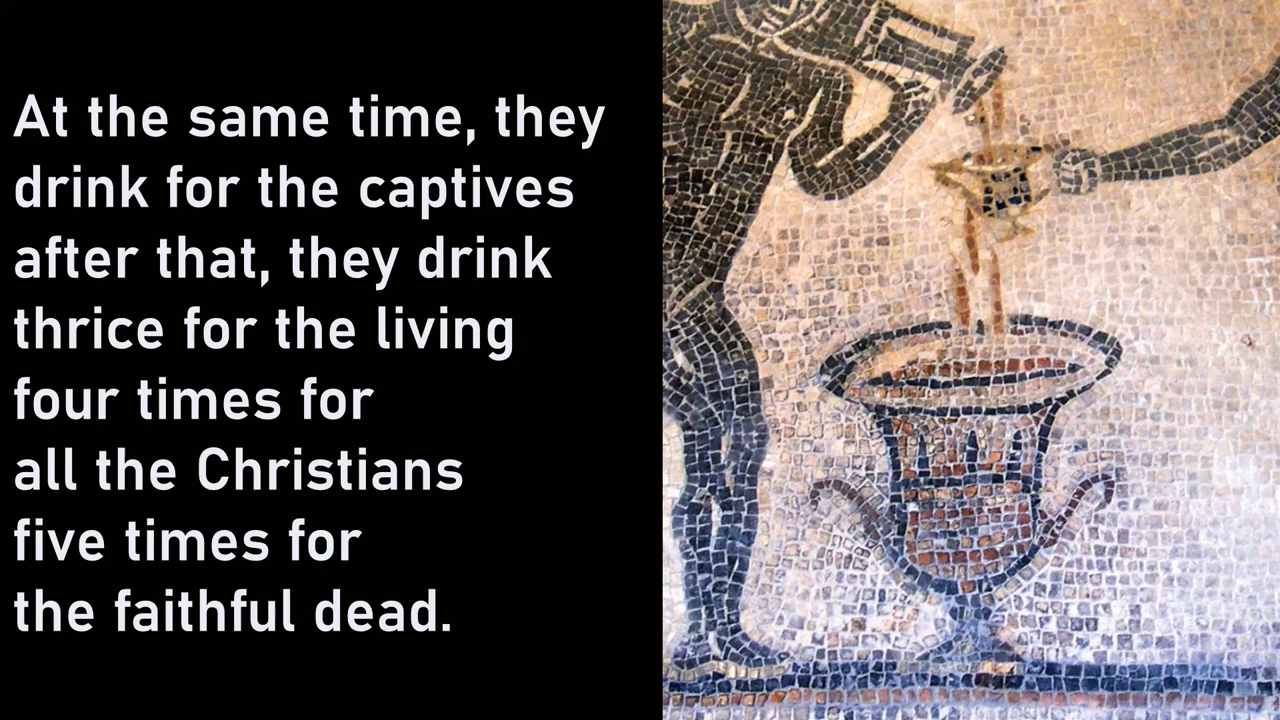 At the same time, they
drink for the captives
after that, they drink
thrice for the living
four times for
all the Christians
five times for
the faithful dead.